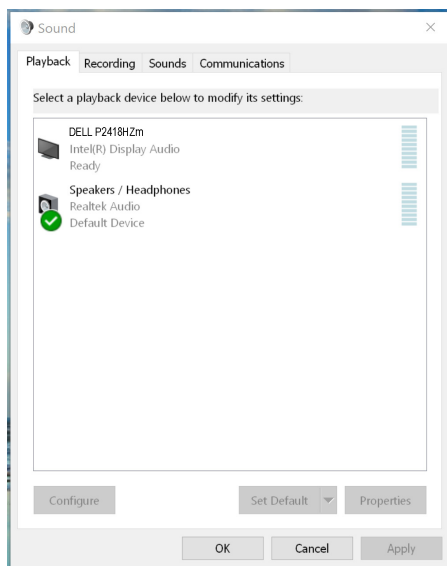 Sound
Playback Recording Sounds Communications
Select a playback device below to modify its settings:
DELL P2418HZm
Intel(R) Display Audio
Ready
Speakers / Headphones
Realtek Audio
Default Device
Configure Set Default Properties
OK Cancel Apply